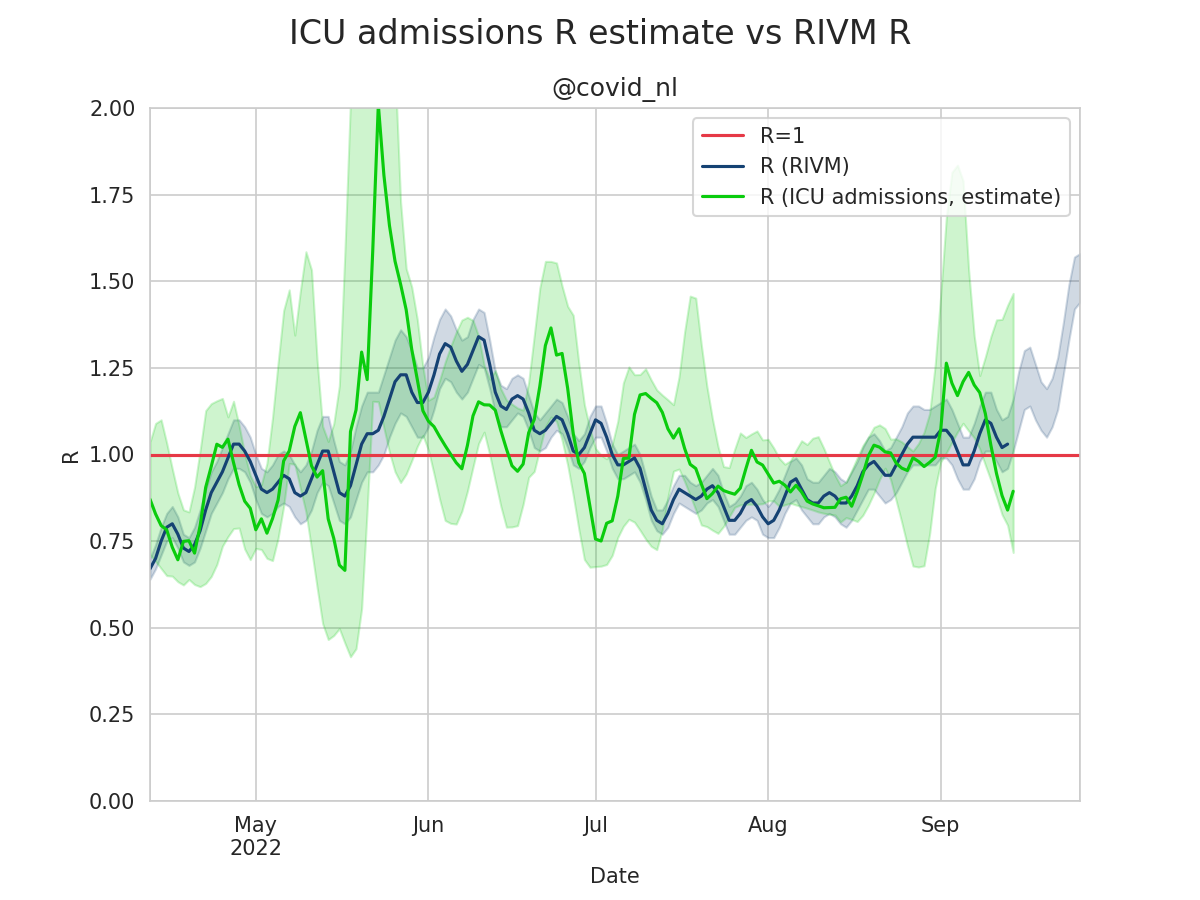 ICU admissions R estimate vs RIVM R
@covid_nl
R=1
R (RIVM)
R (ICU admissions, estimate)
2.00
1.75
1.50
1.25
1.00
0.75
0.50
0.25
0.00
R
May
2022
Jun
Jul
Aug
Sep
Date